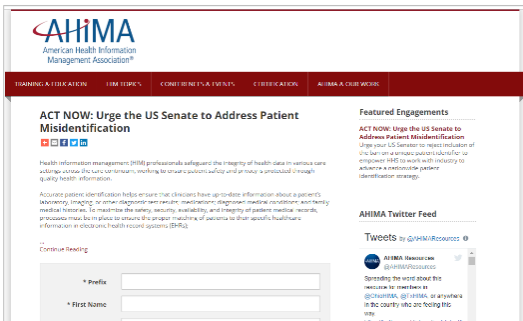 AHiMA
American Health Information
Management Association®
TRAINING & EDUCATION HIM TOPICS CONFERENCES & EVENTS CERTIFICATION AHIMA & OUR WORK
ACT NOW: Urge the US Senate to Address Patient
Misidentification
Health information management (HIM) professionals safeguard the integrity of health data in various care
settings across the care continuum, working to ensure patient safety and privacy is protected through
quality health information.
Accurate patient identification helps ensure that clinicians have up-to-date information about a patient's
laboratory, imaging, or other diagnostic test results; medications; diagnosed medical conditions; and family
medical histories. To maximize the safety, security, availability, and integrity of patient medical records,
processes must be in place to ensure the proper matching of patients to their specific healthcare
information in electronic health record systems (EHRs);
...
Continue Reading
* Prefix
* First Name
Featured Engagements
ACT NOW: Urge the US Senate to
Address Patient Misidentification
Urge your US Senator to reject inclusion of
the ban on a unique patient identifier to
empower HHS to work with industry to
advance a nationwide patient
identification strategy.
AHIMA Twitter Feed
Tweets by @AHIMAResources
AHIMA Resources
@AHIMAResources
Spreading the word about this
resource for members in
@OhioHIMA, @TxHIMA, or anywhere
in the country who are feeling this
way.